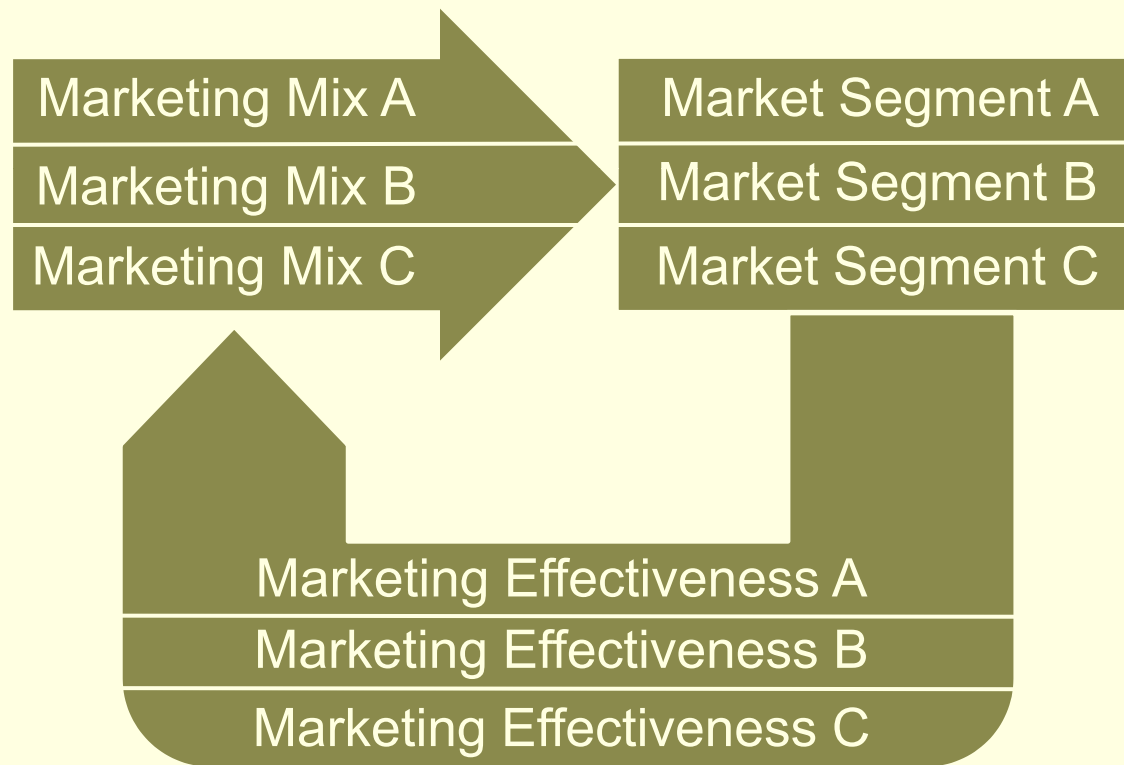 Marketing Mix A
Marketing Mix B
Marketing Mix C
Market Segment A
Market Segment B
Market Segment C
Marketing Effectiveness A
Marketing Effectiveness B
Marketing Effectiveness C